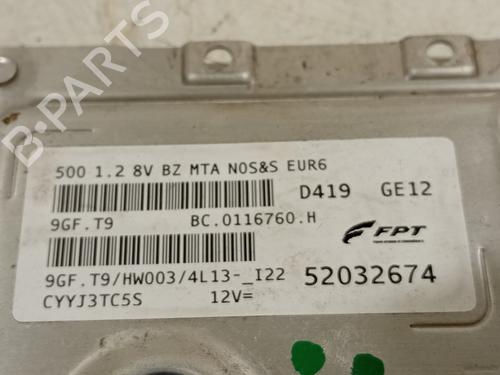 500 1.2 8V BZ MTA NOS&S EUR6
D419 GE12
9GF.T9 BC.0116760.H
FPT
9GF.T9/HW003/4L13-_I22 52032674
CYYJ3TC5S 12V=
B-PARTS